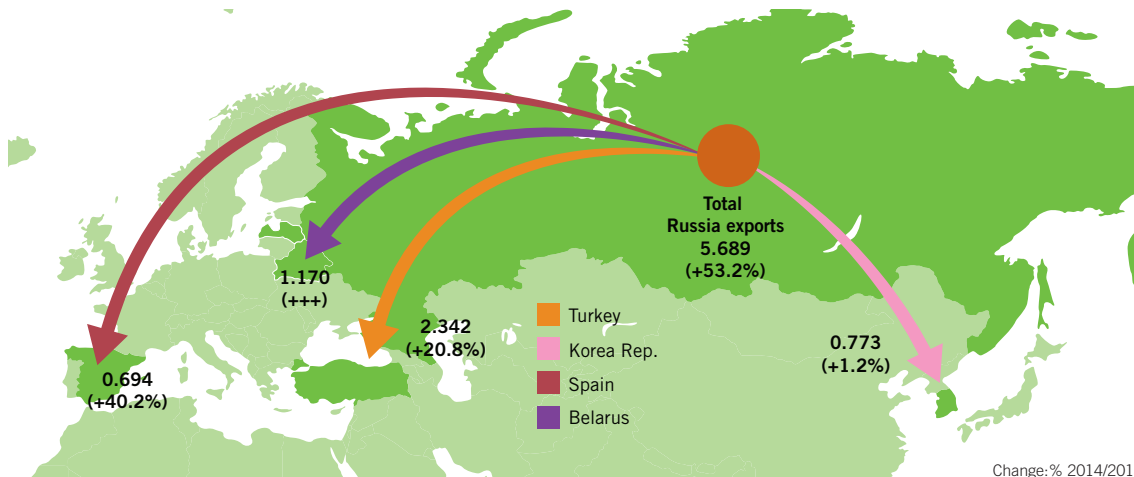 Total
Russia exports
5.689
(+53.2%)
1.170
(+++)
2.342
(+20.8%)
0.773
(+1.2%)
0.694
(+40.2%)
Turkey
Korea Rep.
Spain
Belarus
Change:% 2014/201